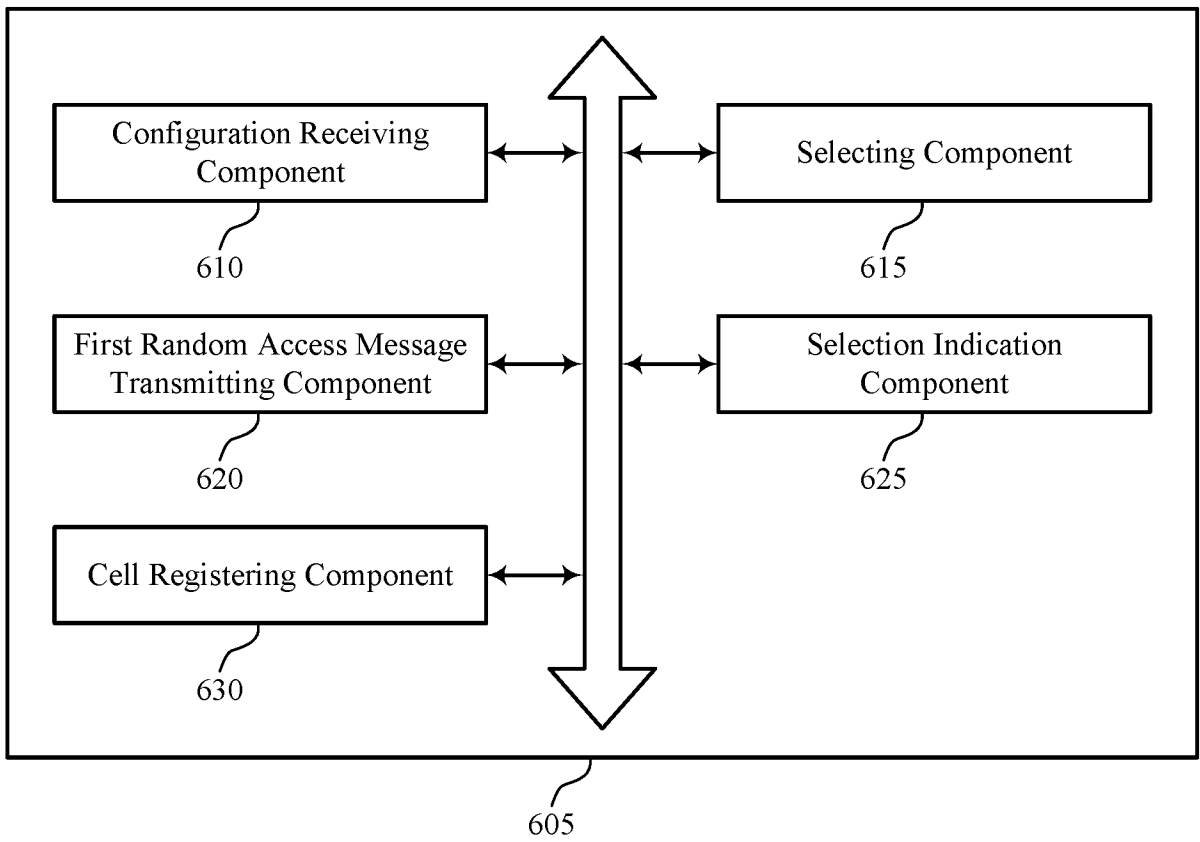 Configuration Receiving
Component
610
Selecting Component
615
First Random Access Message
Transmitting Component
620
Selection Indication
Component
625
Cell Registering Component
630
605